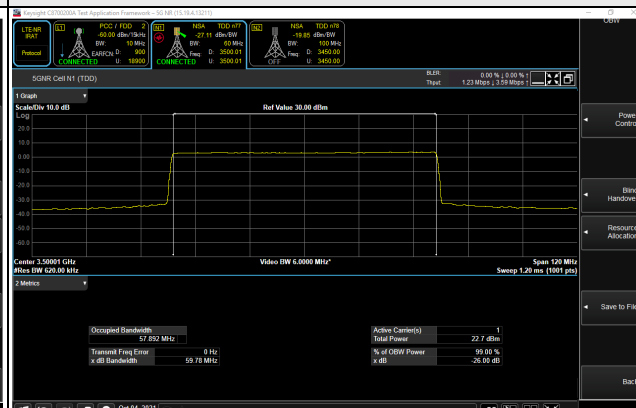 Keysight C8700200A Test Application Framework - 5G NR (15.19.4.13211)
OBW
LTE-NR
IRAT
Protocol
L1 PCC / FDD 2
-60.00 dBm/15kHz
BW: 10 MHz
EARFCN D: 900
CONNECTED U: 18900
N1 NSA TDD n77
-27.11 dBm/BW
BW: 60 MHz
Freq D: 3500.01
CONNECTED U: 3500.01
N2 NSA TDD n78
-19.85 dBm/BW
BW: 100 MHz
Freq D: 3450.00
OFF U: 3450.00
5GNR Cell N1 (TDD)
BLER: 0.00 % ↓ 0.00 % ↑
Thput: 1.23 Mbps ↓ 3.59 Mbps ↑
1 Graph
Scale/Div 10.0 dB
Ref Value 30.00 dBm
Log
20.0
10.0
0.00
-10.0
-20.0
-30.0
-40.0
-50.0
-60.0
Center 3.50001 GHz
Video BW 6.0000 MHz*
Span 120 MHz
#Res BW 620.00 kHz
Sweep 1.20 ms (1001 pts)
2 Metrics
Occupied Bandwidth
57.892 MHz
Transmit Freq Error 0 Hz
x dB Bandwidth 59.78 MHz
Active Carrier(s) 1
Total Power 22.7 dBm
% of OBW Power 99.00 %
x dB -26.00 dB
Power
Control
Blind
Handover
Resource
Allocation
Save to File
Back
Oct 04, 2021